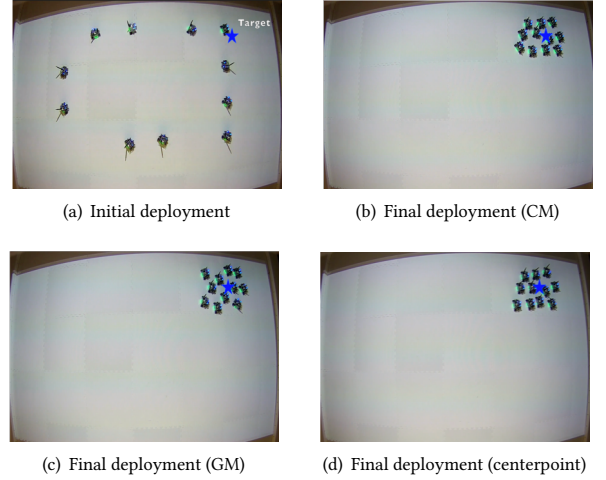 Target
(a) Initial deployment
(b) Final deployment (CM)
(c) Final deployment (GM)
(d) Final deployment (centerpoint)